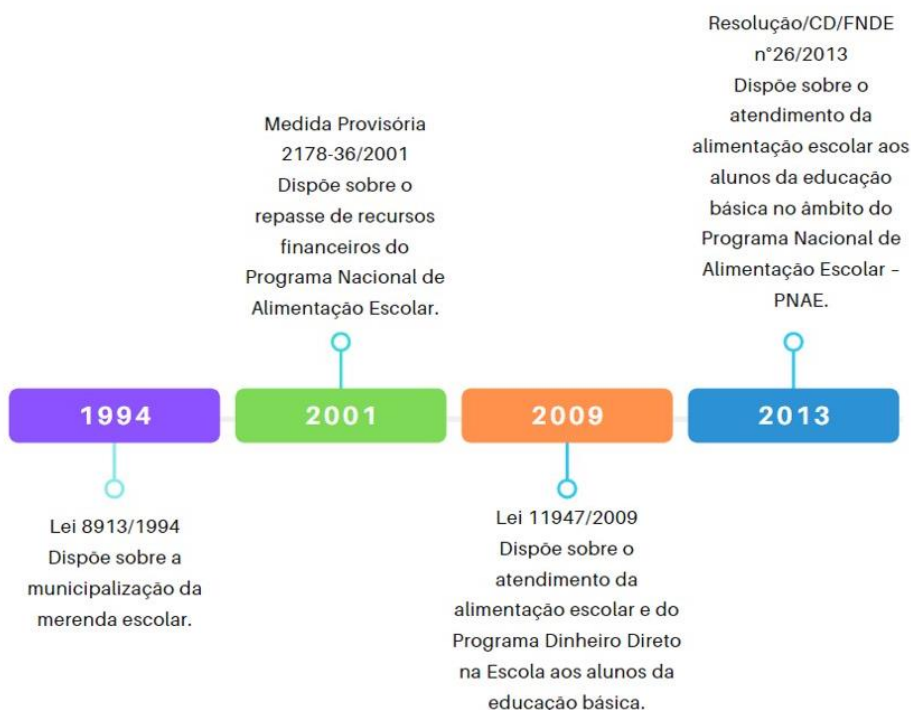 1994
Lei 8913/1994
Dispõe sobre a
municipalização da
merenda escolar.
Medida Provisória
2178-36/2001
Dispõe sobre o
repasse de recursos
financeiros do
Programa Nacional de
Alimentação Escolar.
2001
2009
Lei 11947/2009
Dispõe sobre o
atendimento da
alimentação escolar e do
Programa Dinheiro Direto
na Escola aos alunos da
educação básica.
Resolução/CD/FNDE
n°26/2013
Dispõe sobre o
atendimento da
alimentação escolar aos
alunos da educação
básica no âmbito do
Programa Nacional de
Alimentação Escolar –
PNAE.
2013